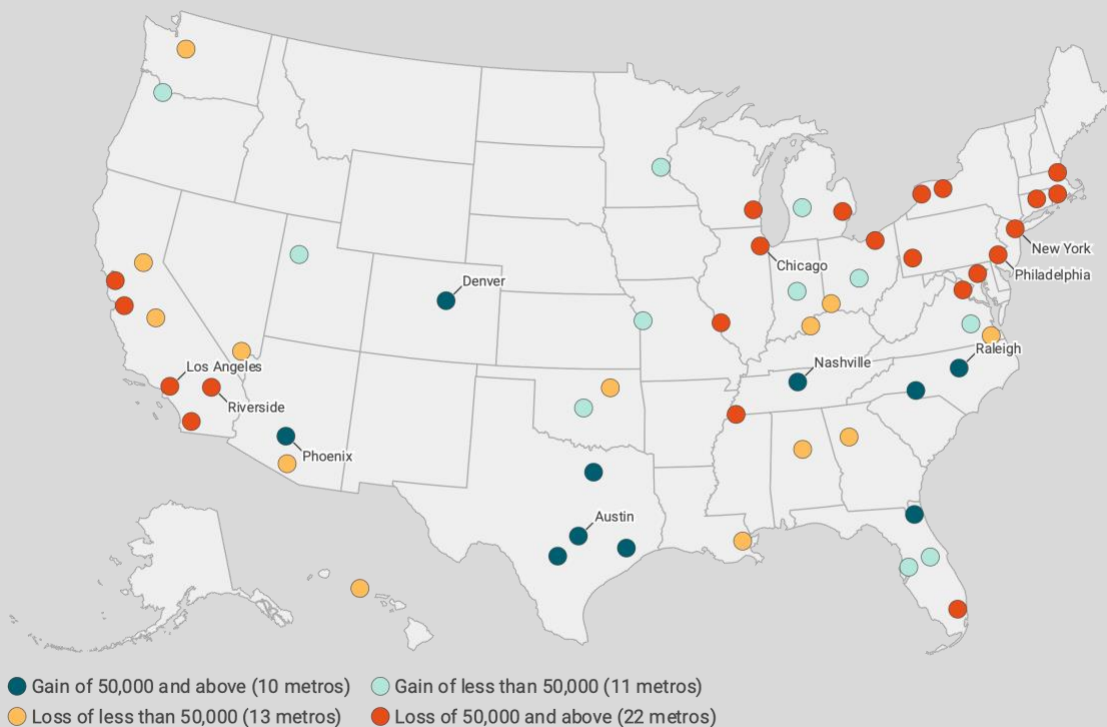 Denver
New York
Chicago
Philadelphia
Raleigh
Nashville
Los Angeles
Riverside
Phoenix
Austin
Gain of 50,000 and above (10 metros)
Gain of less than 50,000 (11 metros)
Loss of less than 50,000 (13 metros)
Loss of 50,000 and above (22 metros)